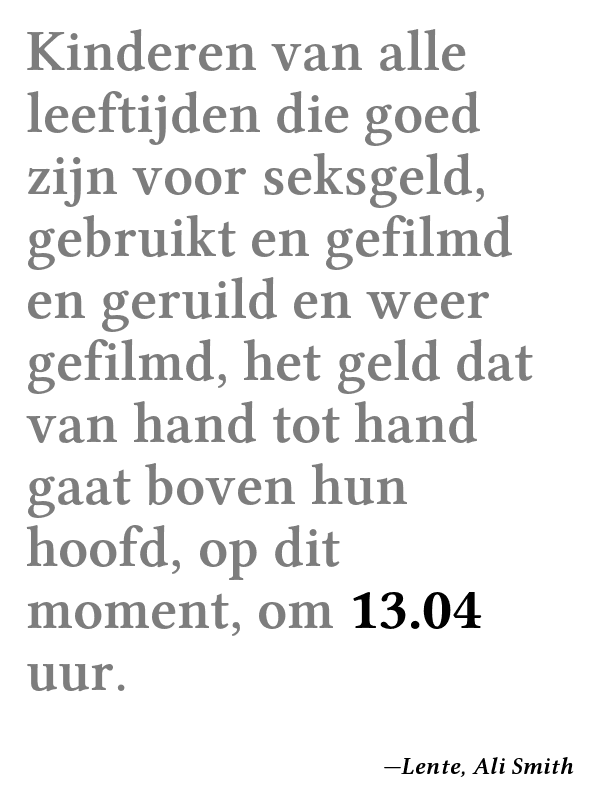 Kinderen van alle
leeftijden die goed
zijn voor seksgeld,
gebruikt en gefilmd
en geruild en weer
gefilmd, het geld dat
van hand tot hand
gaat boven hun
hoofd, op dit
moment, om 13.04
uur.
—Lente, Ali Smith